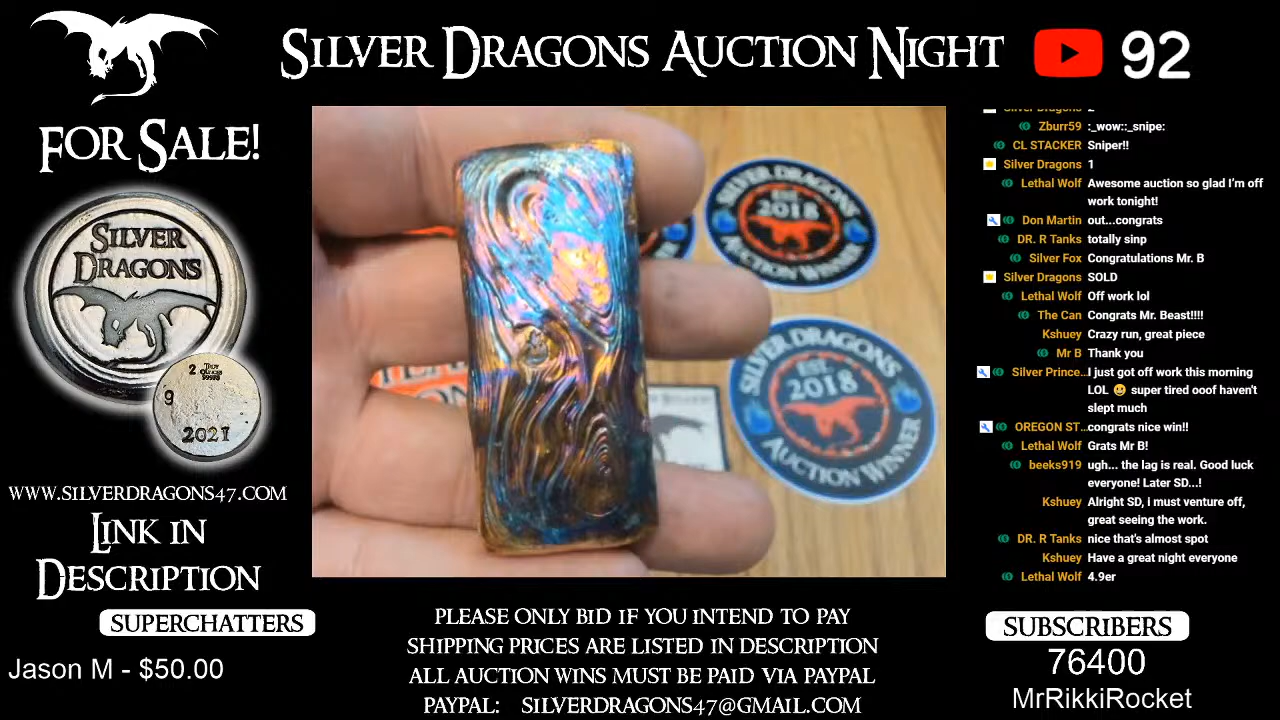 SILVER DRAGONS AUCTION NIGHT
92
FOR SALE!
SILVER
DRAGONS
2 TROY
OUNCES
9
2021
WWW.SILVERDRAGONS47.COM
LINK IN
DESCRIPTION
SUPERCHATTERS
Jason M - $50.00
SILVER DRAGONS
EST
2018
AUCTION WINNER
SILVER DRAGONS
2018
AUCTION WINNER
PLEASE ONLY BID IF YOU INTEND TO PAY
SHIPPING PRICES ARE LISTED IN DESCRIPTION
ALL AUCTION WINS MUST BE PAID VIA PAYPAL
PAYPAL: SILVERDRAGONS47@GMAIL.COM
Silver Dragons 2
Zburr59 :_wow::_snipe:
CL STACKER Sniper!!
Silver Dragons 1
Lethal Wolf Awesome auction so glad I'm off
work tonight!
Don Martin out...congrats
DR. R Tanks totally sinp
Silver Fox Congratulations Mr. B
Silver Dragons SOLD
Lethal Wolf Off work lol
The Can Congrats Mr. Beast!!!!
Kshuey Crazy run, great piece
Mr B Thank you
Silver Prince... I just got off work this morning
LOL 😀 super tired ooof haven't
slept much
OREGON ST... congrats nice win!!
Lethal Wolf Grats Mr B!
beeks919 ugh... the lag is real. Good luck
everyone! Later SD...!
Kshuey Alright SD, i must venture off,
great seeing the work.
DR. R Tanks nice that's almost spot
Kshuey Have a great night everyone
Lethal Wolf 4.9er
SUBSCRIBERS
76400
MrRikkiRocket